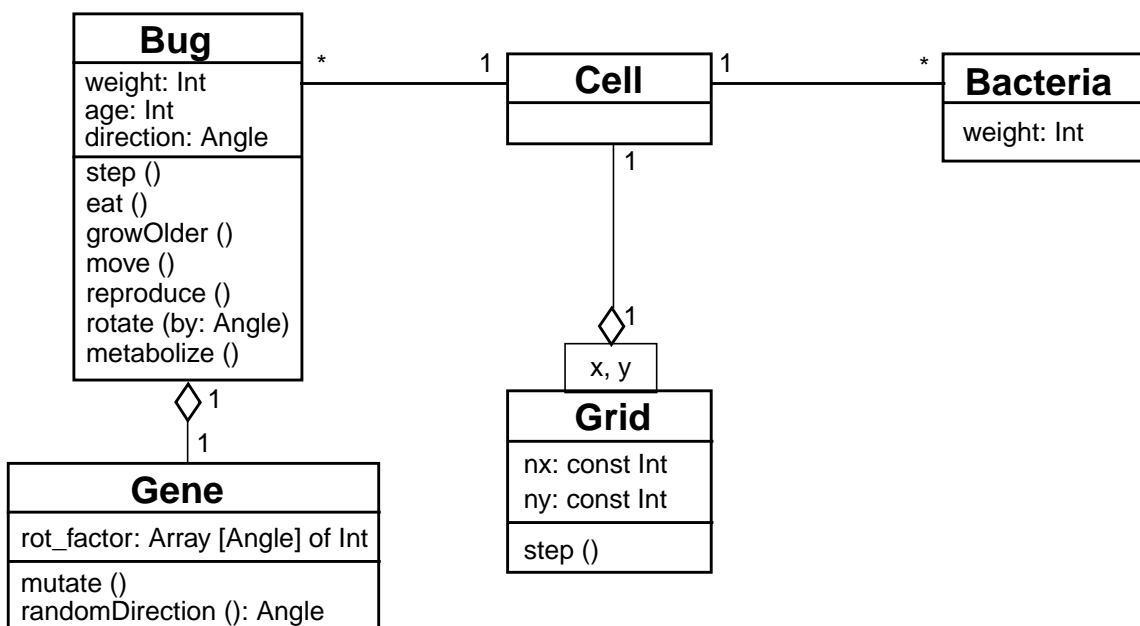 Bug
weight: Int
age: Int
direction: Angle
step ()
eat ()
growOlder ()
move ()
reproduce ()
rotate (by: Angle)
metabolize ()
*
1
Cell
1
*
Bacteria
weight: Int
1
1
x, y
Grid
nx: const Int
ny: const Int
step ()
1
1
Gene
rot_factor: Array [Angle] of Int
mutate ()
randomDirection (): Angle